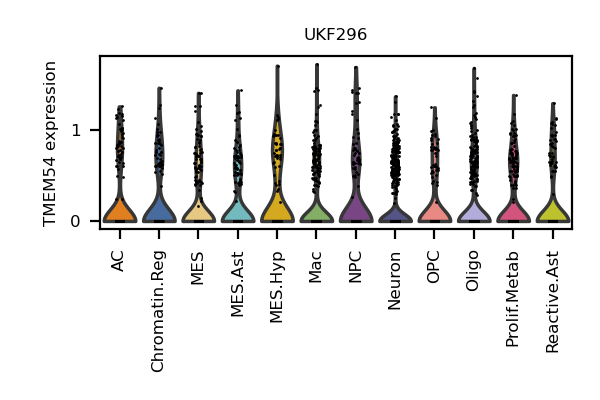 UKF296
TMEM54 expression
1
0
AC
Chromatin.Reg
MES
MES.Ast
MES.Hyp
Mac
NPC
Neuron
OPC
Oligo
Prolif.Metab
Reactive.Ast